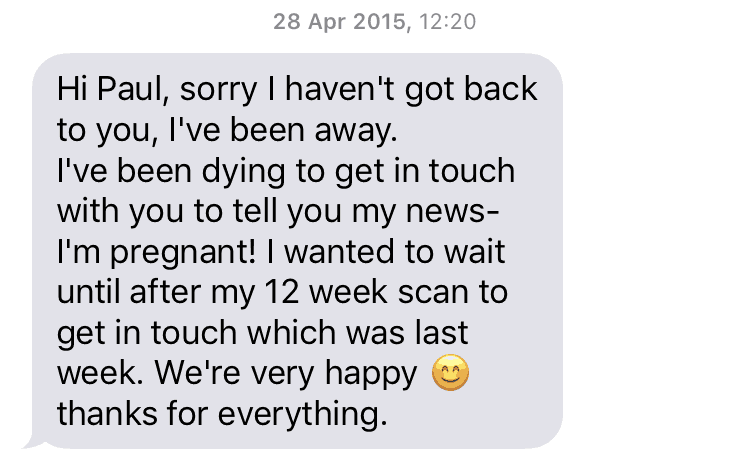 28 Apr 2015, 12:20
Hi Paul, sorry I haven't got back
to you, I've been away.
I've been dying to get in touch
with you to tell you my news-
I'm pregnant! I wanted to wait
until after my 12 week scan to
get in touch which was last
week. We're very happy 😊
thanks for everything.